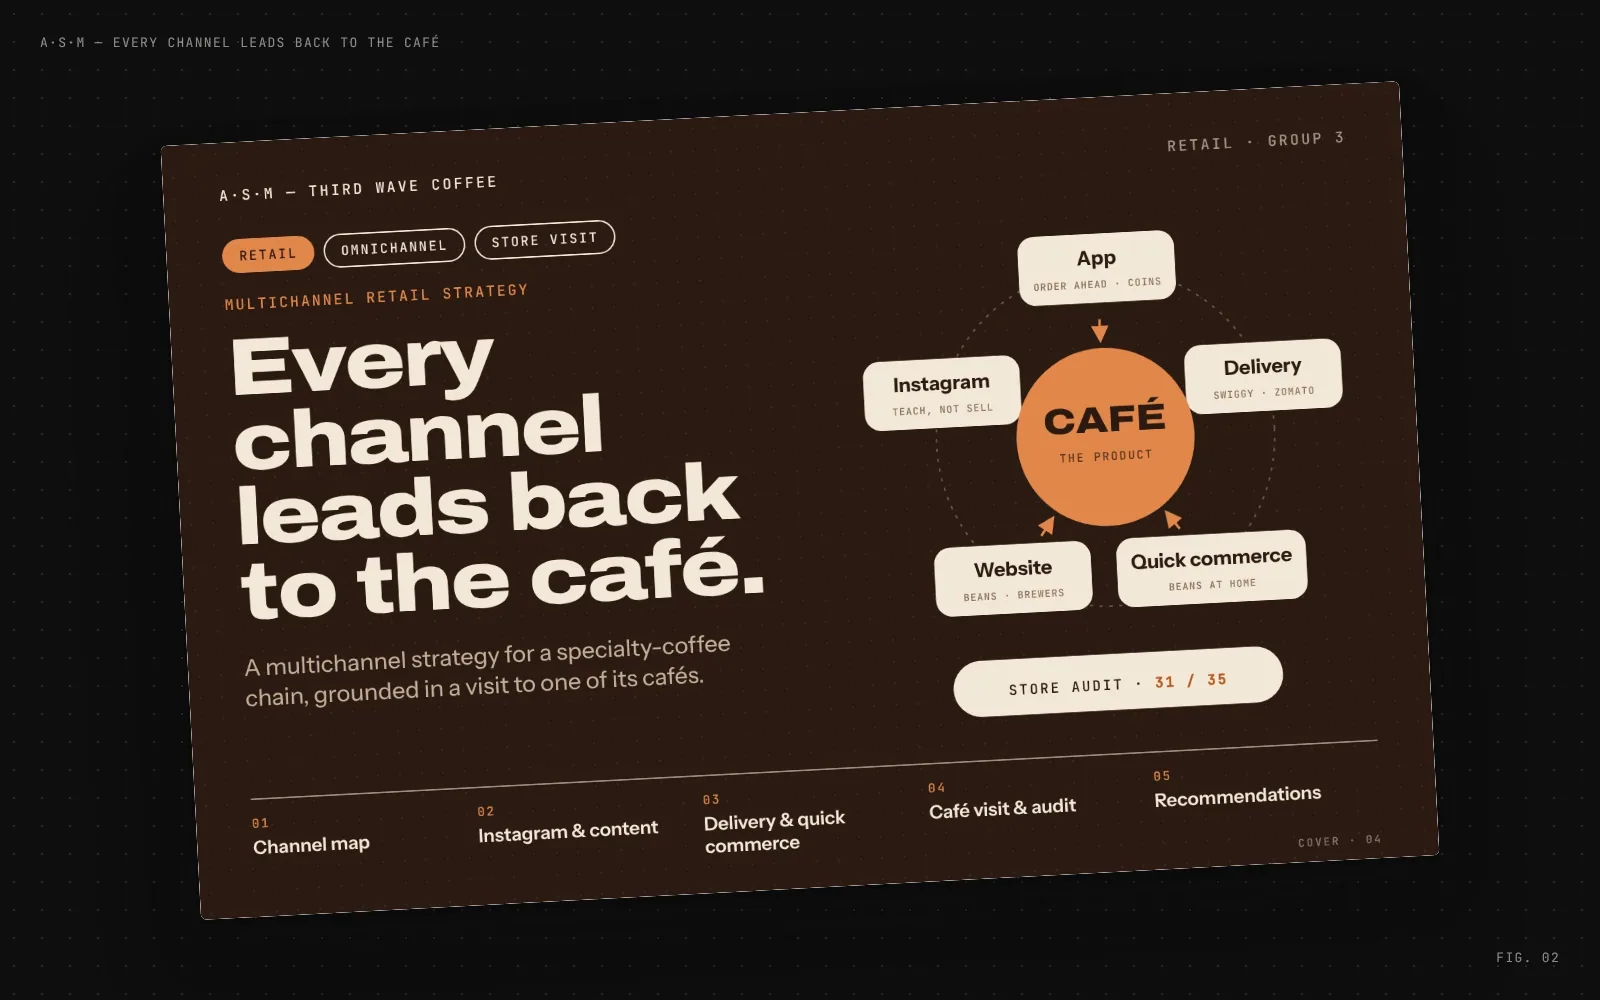 A·S·M — EVERY CHANNEL LEADS BACK TO THE CAFÉ
A·S·M — THIRD WAVE COFFEE
RETAIL · GROUP 3
RETAIL
OMNICHANNEL
STORE VISIT
MULTICHANNEL RETAIL STRATEGY
Every
channel
leads back
to the café.
A multichannel strategy for a specialty-coffee
chain, grounded in a visit to one of its cafés.
App
ORDER AHEAD · COINS
Instagram
TEACH, NOT SELL
Delivery
SWIGGY · ZOMATO
CAFÉ
THE PRODUCT
Website
BEANS · BREWERS
Quick commerce
BEANS AT HOME
STORE AUDIT · 31 / 35
01
Channel map
02
Instagram & content
03
Delivery & quick
commerce
04
Café visit & audit
05
Recommendations
COVER · 04
FIG. 02